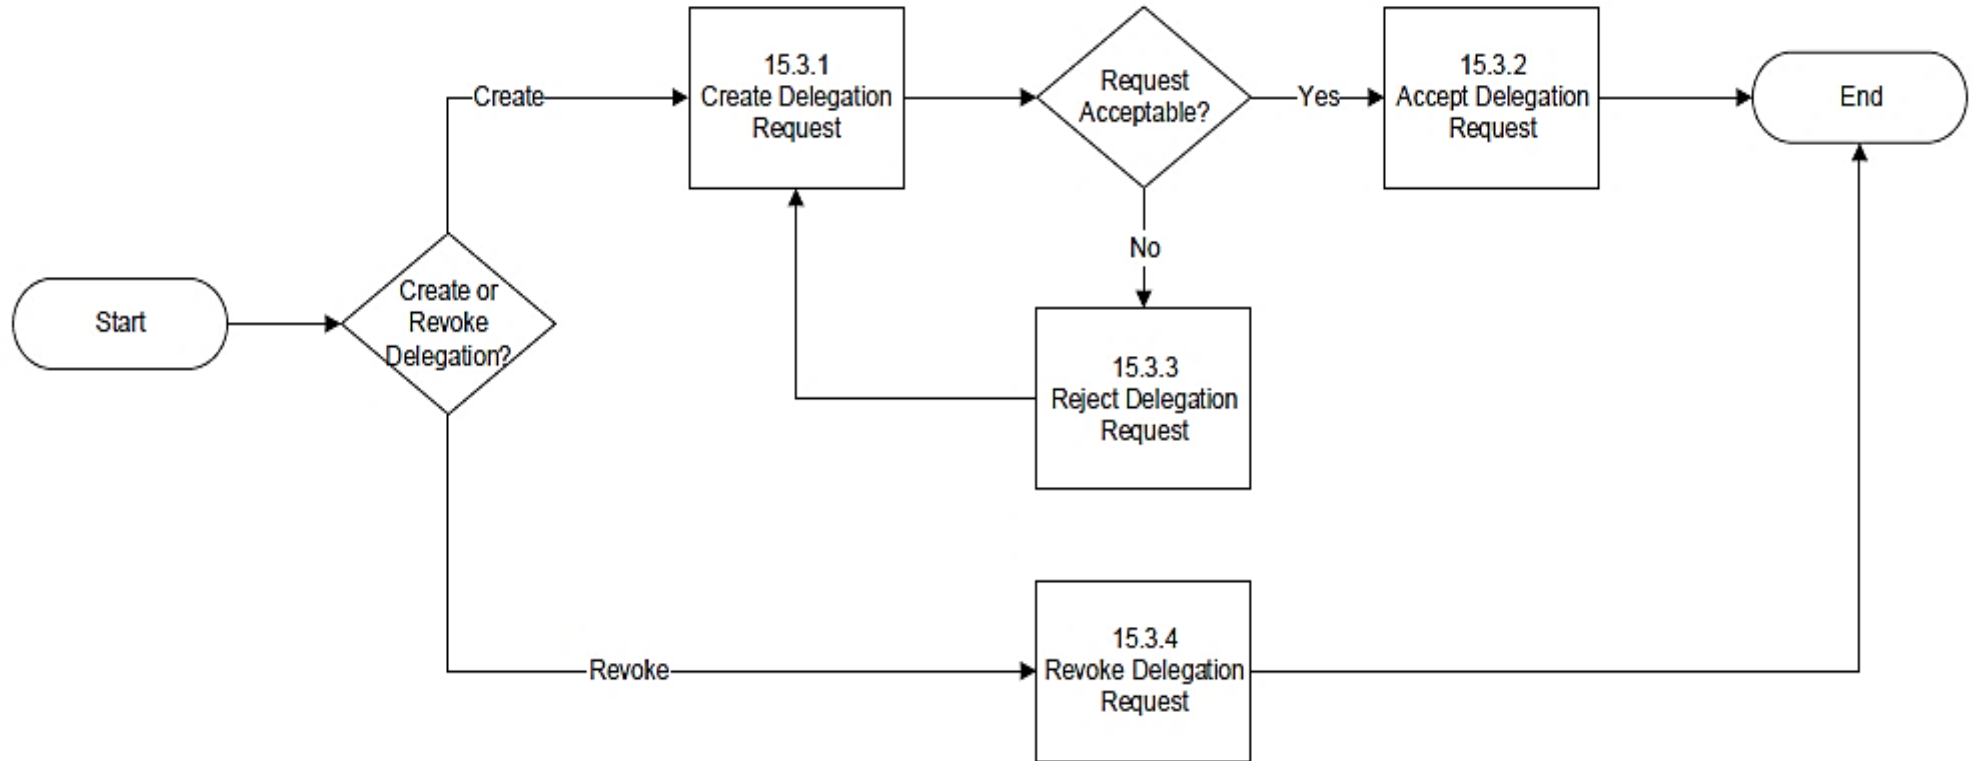 15.3.1
Create Delegation
Request
Request
Acceptable?
15.3.2
Accept Delegation
Request
End
Create
Yes
No
Start
Create or
Revoke
Delegation?
15.3.3
Reject Delegation
Request
Revoke
15.3.4
Revoke Delegation
Request